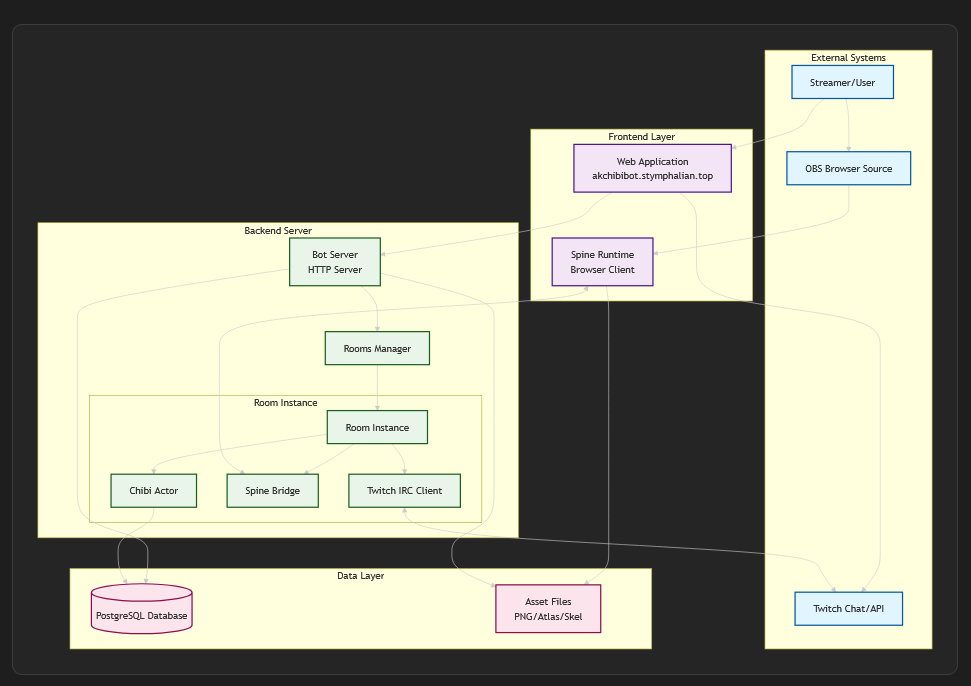 External Systems
Streamer/User
OBS Browser Source
Frontend Layer
Web Application
akchibibot.stymphalian.top
Spine Runtime
Browser Client
Backend Server
Bot Server
HTTP Server
Rooms Manager
Room Instance
Room Instance
Chibi Actor
Spine Bridge
Twitch IRC Client
Data Layer
PostgreSQL Database
Asset Files
PNG/Atlas/Skel
Twitch Chat/API